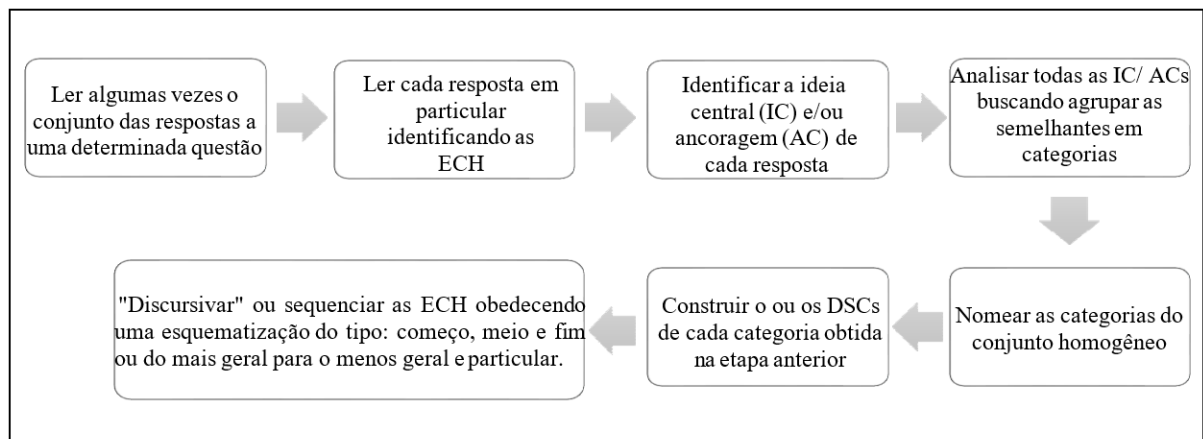 Ler algumas vezes o
conjunto das respostas a
uma determinada questão
Ler cada resposta em
particular
identificando as
ECH
Identificar a ideia
central (IC) e/ou
ancoragem (AC) de
cada resposta
Analisar todas as IC/ ACs
buscando agrupar as
semelhantes em
categorias
Nomear as categorias do
conjunto homogêneo
Construir o ou os DSCs
de cada categoria obtida
na etapa anterior
"Discursivar" ou sequenciar as ECH obedecendo
uma esquematização do tipo: começo, meio e fim
ou do mais geral para o menos geral e particular.